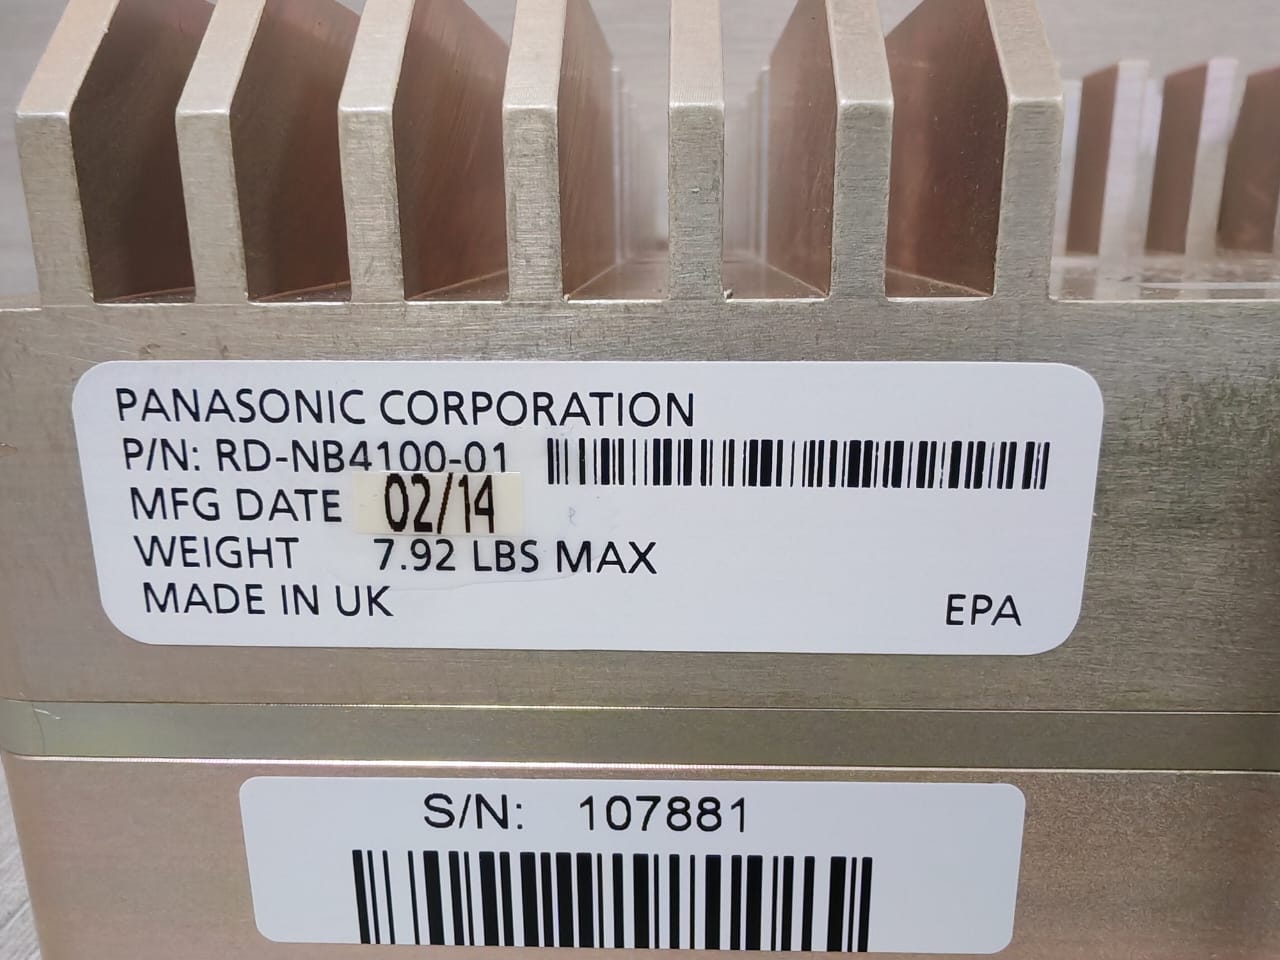 PANASONIC CORPORATION
P/N: RD-NB4100-01
MFG DATE 02/14
WEIGHT 7.92 LBS MAX
MADE IN UK
EPA
S/N: 107881